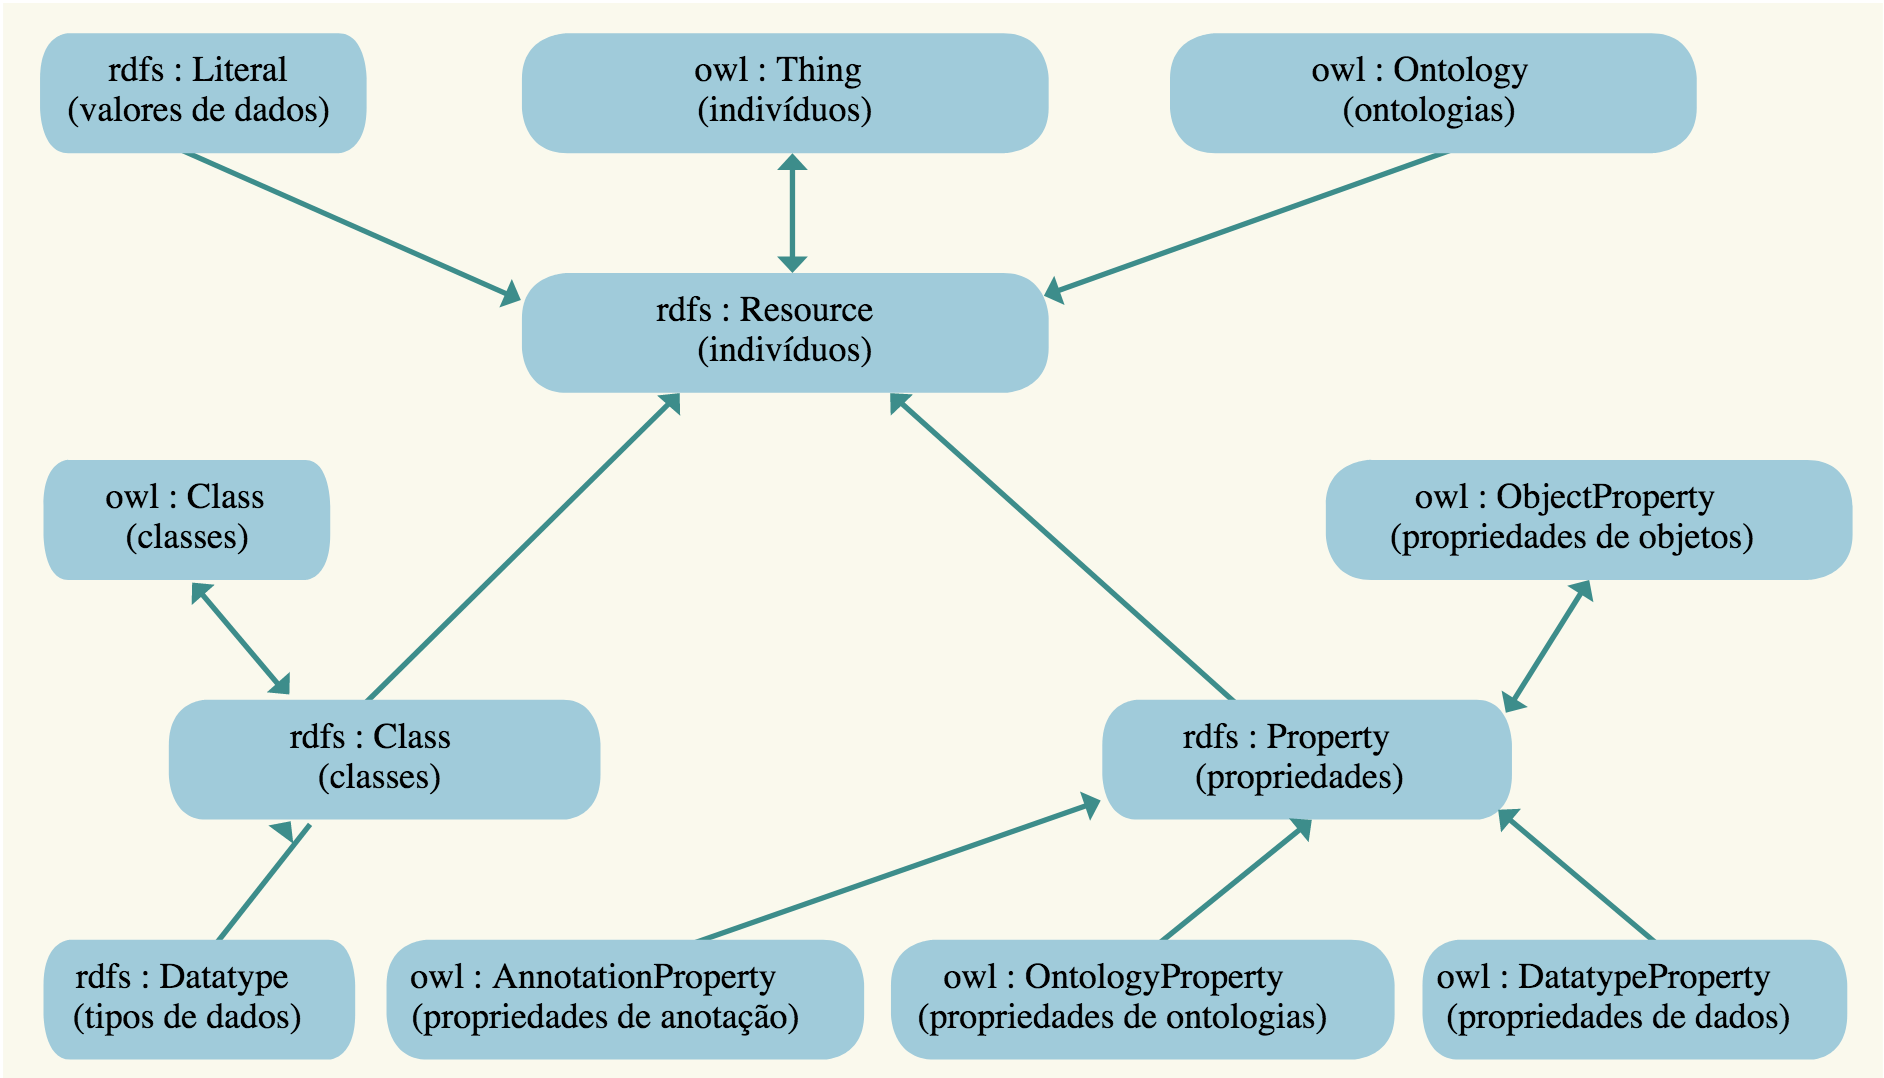 rdfs : Literal
(valores de dados)
owl : Thing
(indivíduos)
owl : Ontology
(ontologias)
rdfs : Resource
(indivíduos)
owl : Class
(classes)
owl : ObjectProperty
(propriedades de objetos)
rdfs : Class
(classes)
rdfs : Property
(propriedades)
rdfs : Datatype
(tipos de dados)
owl : AnnotationProperty
(propriedades de anotação)
owl : OntologyProperty
(propriedades de ontologias)
owl : DatatypeProperty
(propriedades de dados)